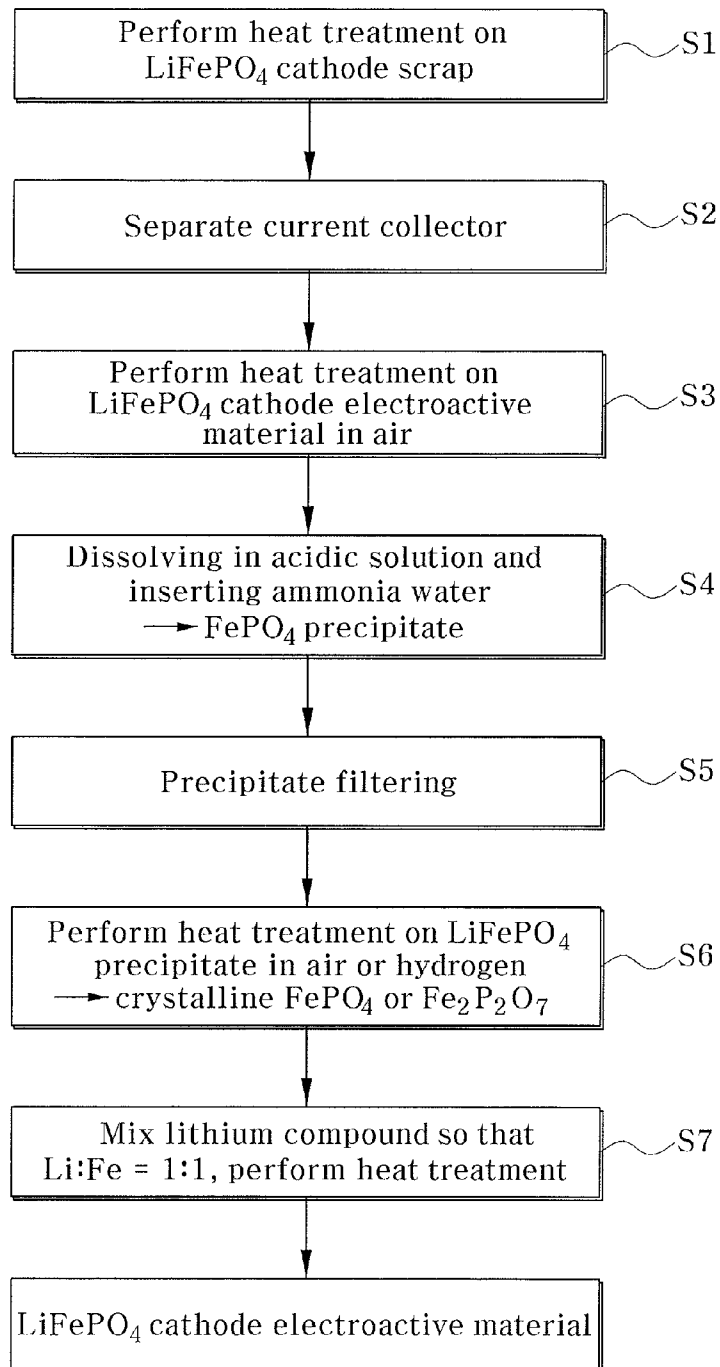 Perform heat treatment on
LiFePO₄ cathode scrap
S1
Separate current collector
S2
Perform heat treatment on
LiFePO₄ cathode electroactive
material in air
S3
Dissolving in acidic solution and
inserting ammonia water
→ FePO₄ precipitate
S4
Precipitate filtering
S5
Perform heat treatment on LiFePO₄
precipitate in air or hydrogen
→ crystalline FePO₄ or Fe₂P₂O₇
S6
Mix lithium compound so that
Li:Fe = 1:1, perform heat treatment
S7
LiFePO₄ cathode electroactive material